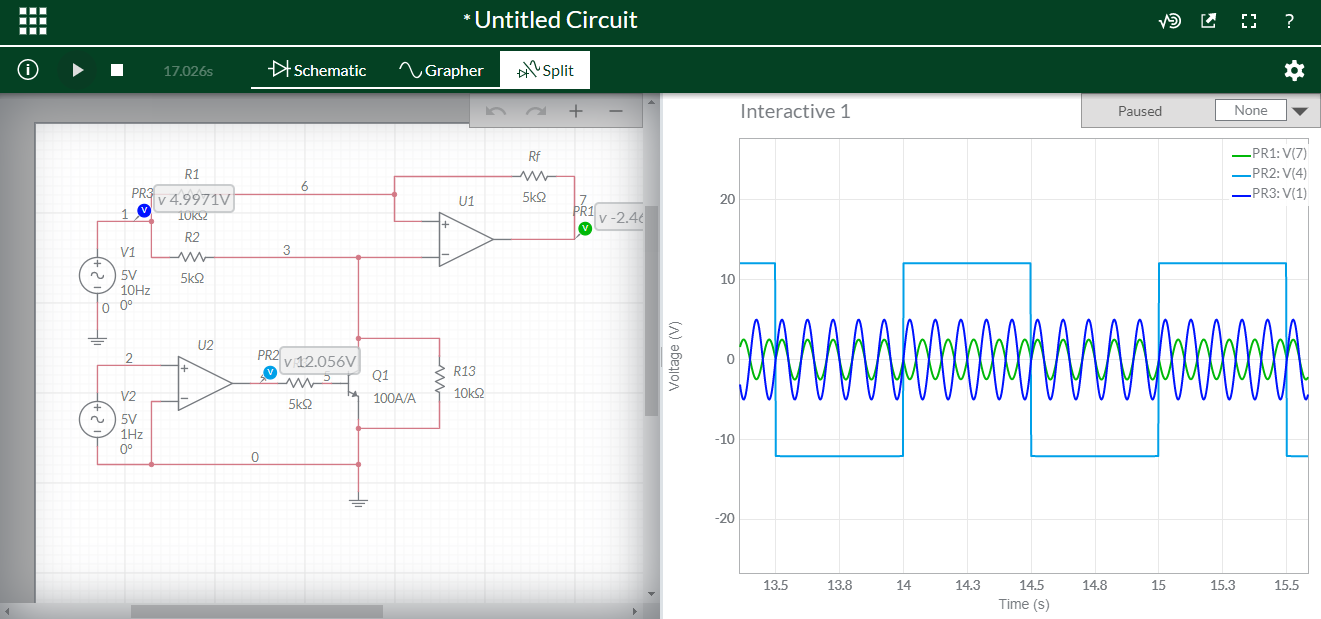 * Untitled Circuit
?
17.026s Schematic Grapher Split
Interactive 1
Paused None
R1
PR3 v 4.9971V 6
V 1 10kΩ
R2
3
5kΩ
V1
5V
10Hz
0 0°
Rf
5kΩ
U1
7
PR1 v -2.46
V
+
−
U2
2
+
−
PR2 v 12.056V
V 5
5kΩ
Q1
100A/A
R13
10kΩ
V2
5V
1Hz
0°
0
PR1: V(7)
PR2: V(4)
PR3: V(1)
Voltage (V)
20
10
0
-10
-20
13.5 13.8 14 14.3 14.5 14.8 15 15.3 15.5
Time (s)